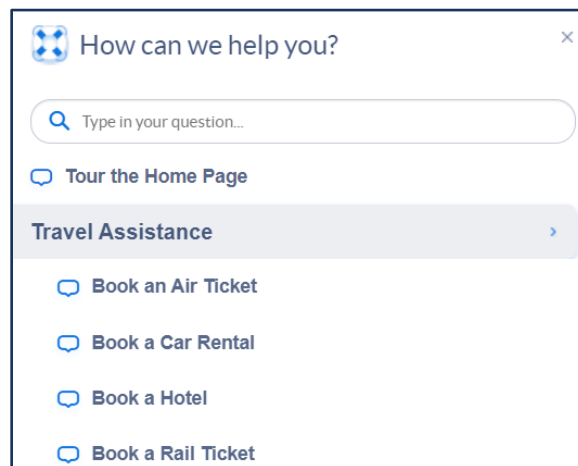 How can we help you?
Type in your question...
Tour the Home Page
Travel Assistance
Book an Air Ticket
Book a Car Rental
Book a Hotel
Book a Rail Ticket